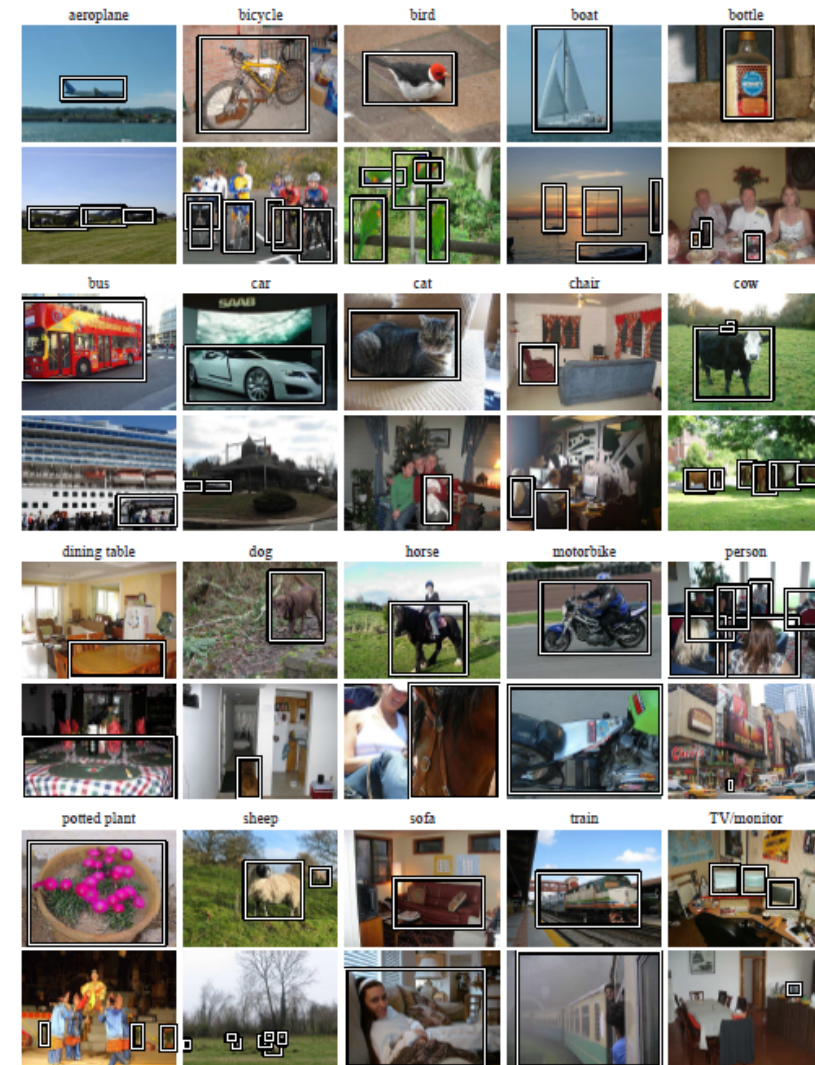 aeroplane bicycle bird boat bottle
bus car cat chair cow
SAAB
dining table dog horse motorbike person
potted plant sheep sofa train TV/monitor